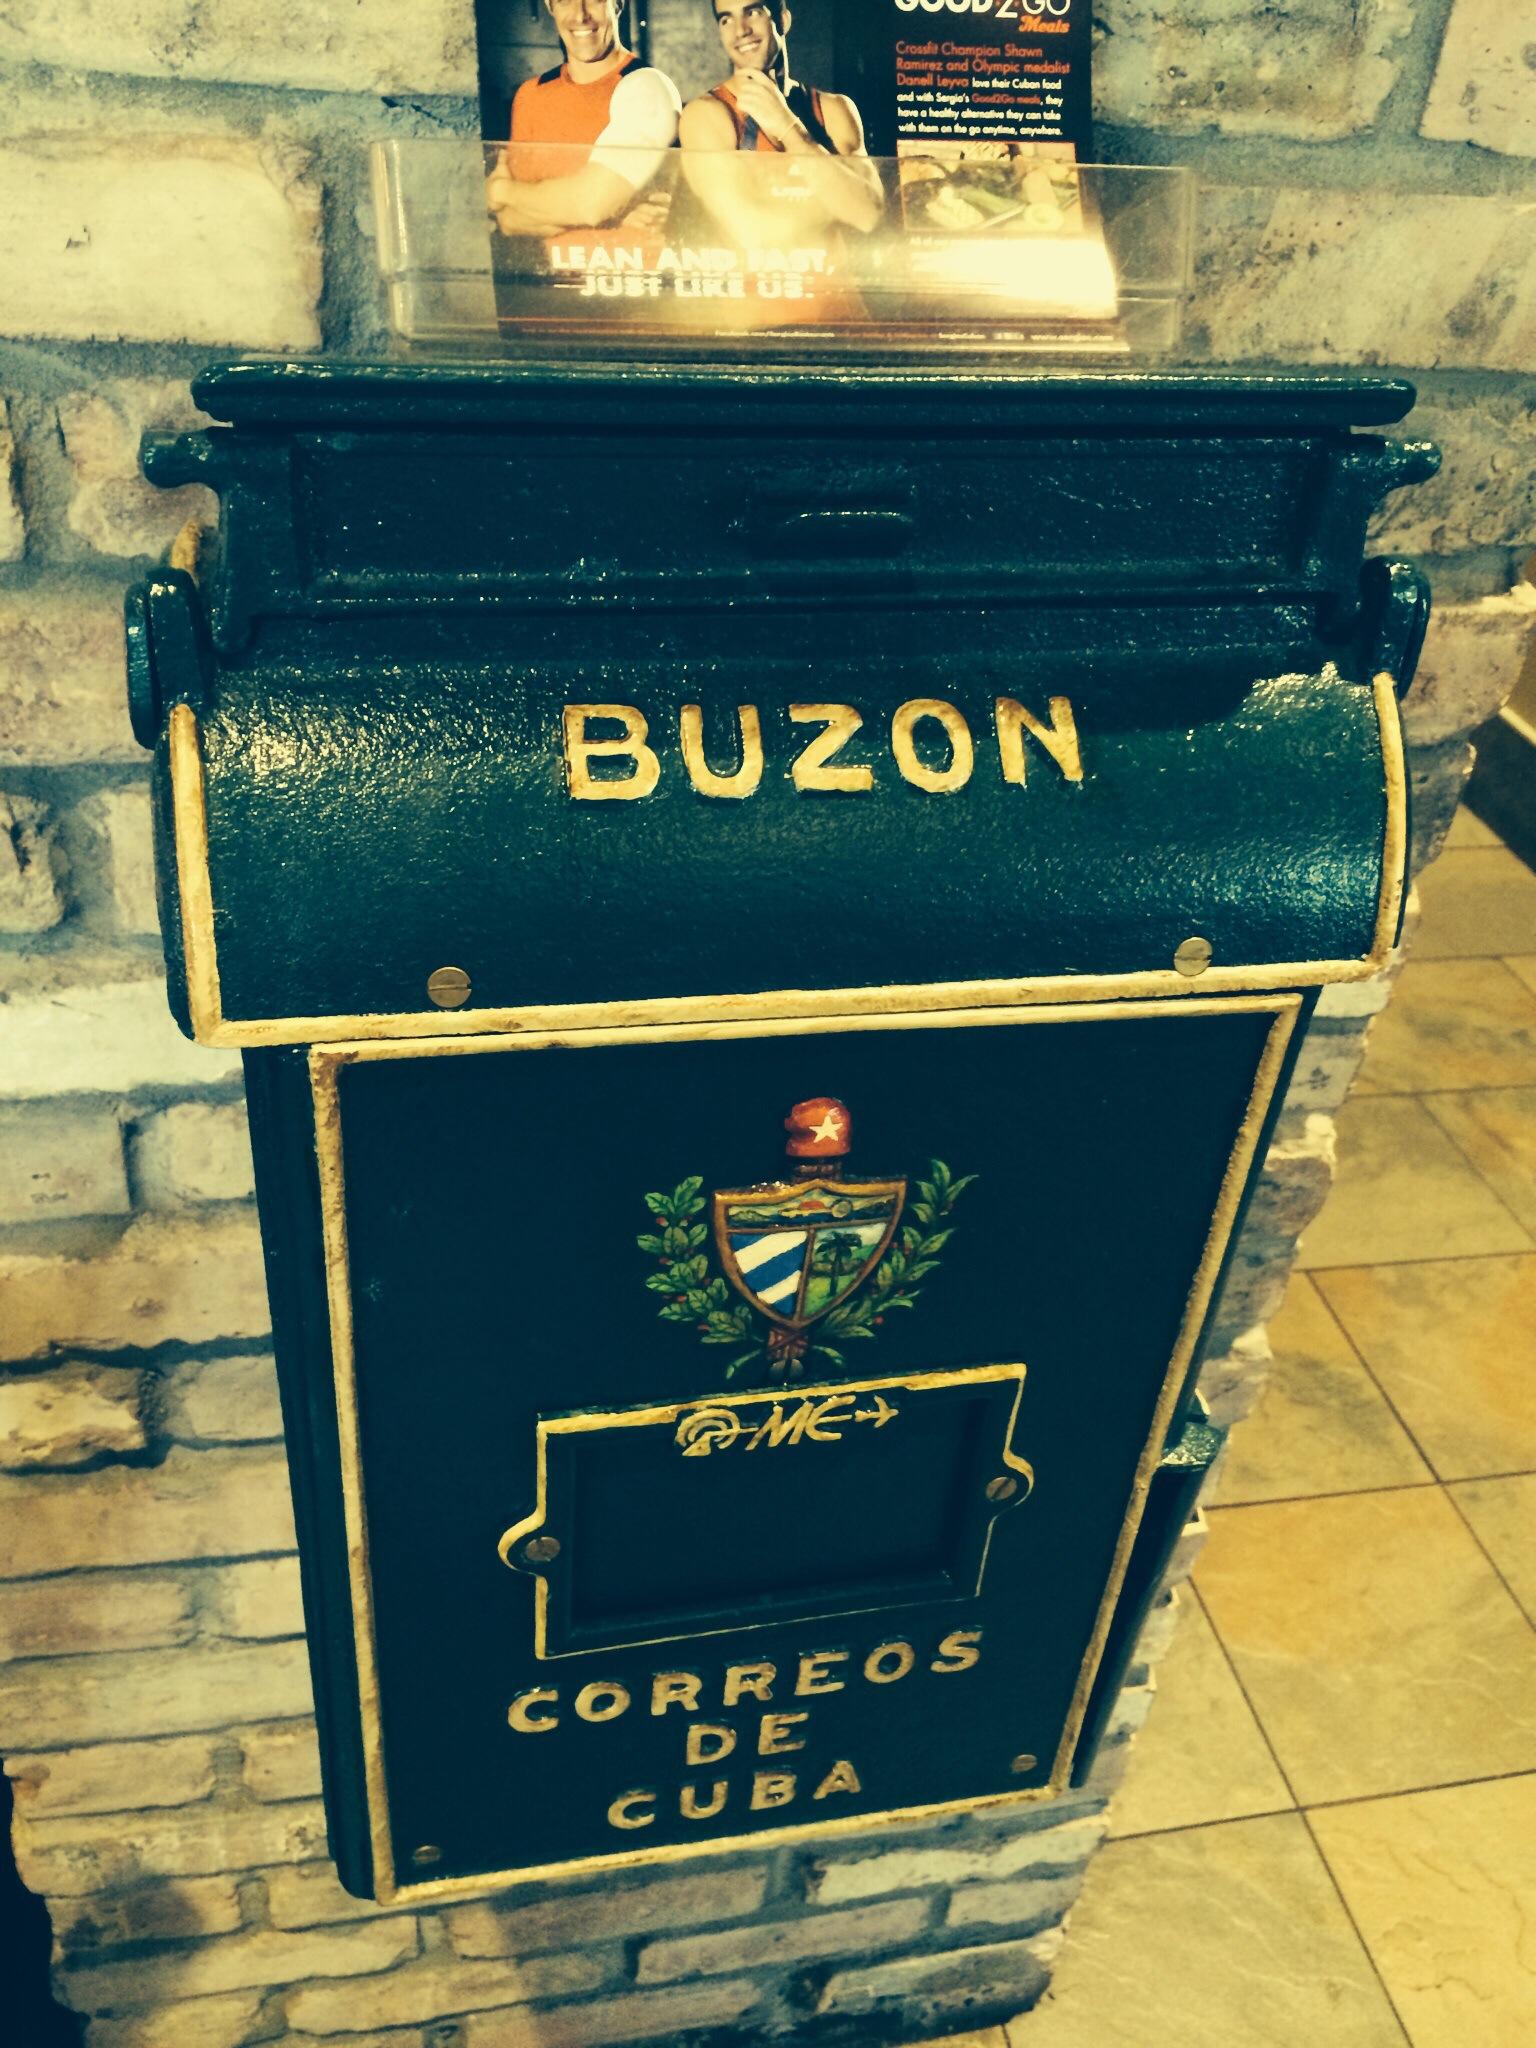 GOOD2GO
Meals
Crossfit Champion Shawn
Ramirez and Olympic medalist
Danell Leyva love their Cuban food
and with Sergio's Good2Go meals, they
have a healthy alternative they can take
with them on the go anytime, anywhere.
LEAN AND FAST,
JUST LIKE US.
BUZON
MC
CORREOS
DE
CUBA